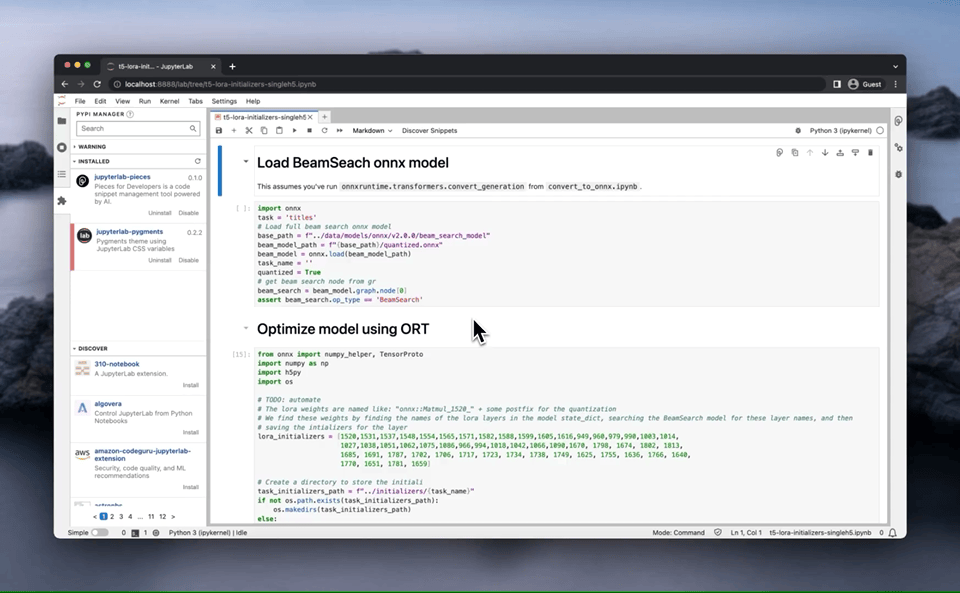 t5-lora-init... - JupyterLab
localhost:8888/lab/tree/t5-lora-initializers-singleh5.ipynb
Guest
File Edit View Run Kernel Tabs Settings Help
PYPI MANAGER
Search
WARNING
INSTALLED
jupyterlab-pieces 0.1.0
Pieces for Developers is a code
snippet management tool powered
by AI.
Uninstall Disable
lab
jupyterlab-pygments 0.2.2
Pygments theme using
JupyterLab CSS variables
Uninstall Disable
DISCOVER
310-notebook
A JupyterLab extension.
Install
algovera
Control JupyterLab from Python
Notebooks
Install
aws
amazon-codeguru-jupyterlab-
extension
Security, code quality, and ML
recommendations
Install
< 1 2 3 4 ... 11 12 >
t5-lora-initializers-singleh5
Markdown
Discover Snippets
Python 3 (ipykernel)
Load BeamSeach onnx model
This assumes you've run onnxruntime.transformers.convert_generation from convert_to_onnx.ipynb.
[ ]: import onnx
task = 'titles'
# Load full beam search onnx model
base_path = f"../data/models/onnx/v2.0.0/beam_search_model"
beam_model_path = f"{base_path}/quantized.onnx"
beam_model = onnx.load(beam_model_path)
task_name = ''
quantized = True
# get beam search node from gr
beam_search = beam_model.graph.node[0]
assert beam_search.op_type == 'BeamSearch'
Optimize model using ORT
[15]: from onnx import numpy_helper, TensorProto
import numpy as np
import h5py
import os
# TODO: automate
# The lora weights are named like: "onnx::Matmul_1520_" + some postfix for the quantization
# We find these weights by finding the names of the lora layers in the model state_dict, searching the BeamSearch model for these layer names, and then
# saving the intializers for the layer
lora_initializers = [1520,1531,1537,1548,1554,1565,1571,1582,1588,1599,1605,1616,949,960,979,990,1003,1014,
1027,1038,1051,1062,1075,1086,966,994,1018,1042,1066,1090,1670, 1798, 1674, 1802, 1813,
1685, 1691, 1787, 1702, 1706, 1717, 1723, 1734, 1738, 1749, 1625, 1755, 1636, 1766, 1640,
1770, 1651, 1781, 1659]
# Create a directory to store the initiali
task_initializers_path = f"../initializers/{task_name}"
if not os.path.exists(task_initializers_path):
os.makedirs(task_initializers_path)
else:
Simple 0 1 Python 3 (ipykernel) | Idle Mode: Command Ln 1, Col 1 t5-lora-initializers-singleh5.ipynb 0